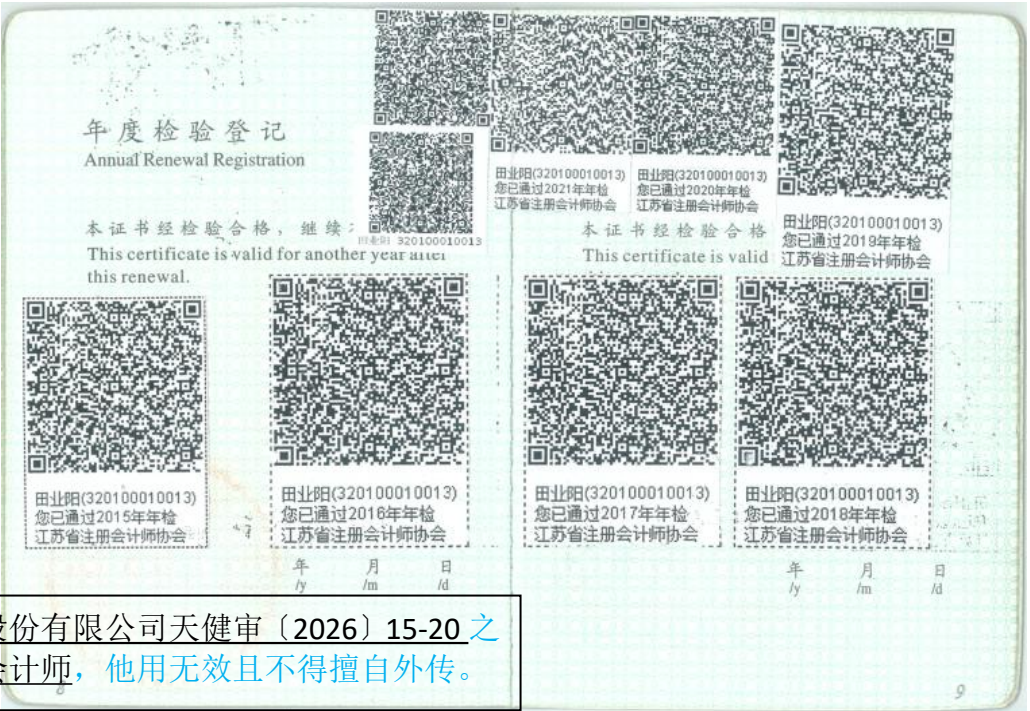 年度检验登记
Annual Renewal Registration
本证书经检验合格，继续
This certificate is valid for another year after
this renewal.
田业阳 320100010013
田业阳(320100010013)
您已通过2021年年检
江苏省注册会计师协会
田业阳(320100010013)
您已通过2020年年检
江苏省注册会计师协会
田业阳(320100010013)
您已通过2019年年检
江苏省注册会计师协会
本证书经检验合格
This certificate is valid
田业阳(320100010013)
您已通过2015年年检
江苏省注册会计师协会
田业阳(320100010013)
您已通过2016年年检
江苏省注册会计师协会
田业阳(320100010013)
您已通过2017年年检
江苏省注册会计师协会
田业阳(320100010013)
您已通过2018年年检
江苏省注册会计师协会
年 月 日
/y /m /d
年 月 日
/y /m /d
份有限公司天健审〔2026〕15-20之
计师，他用无效且不得擅自外传。
9